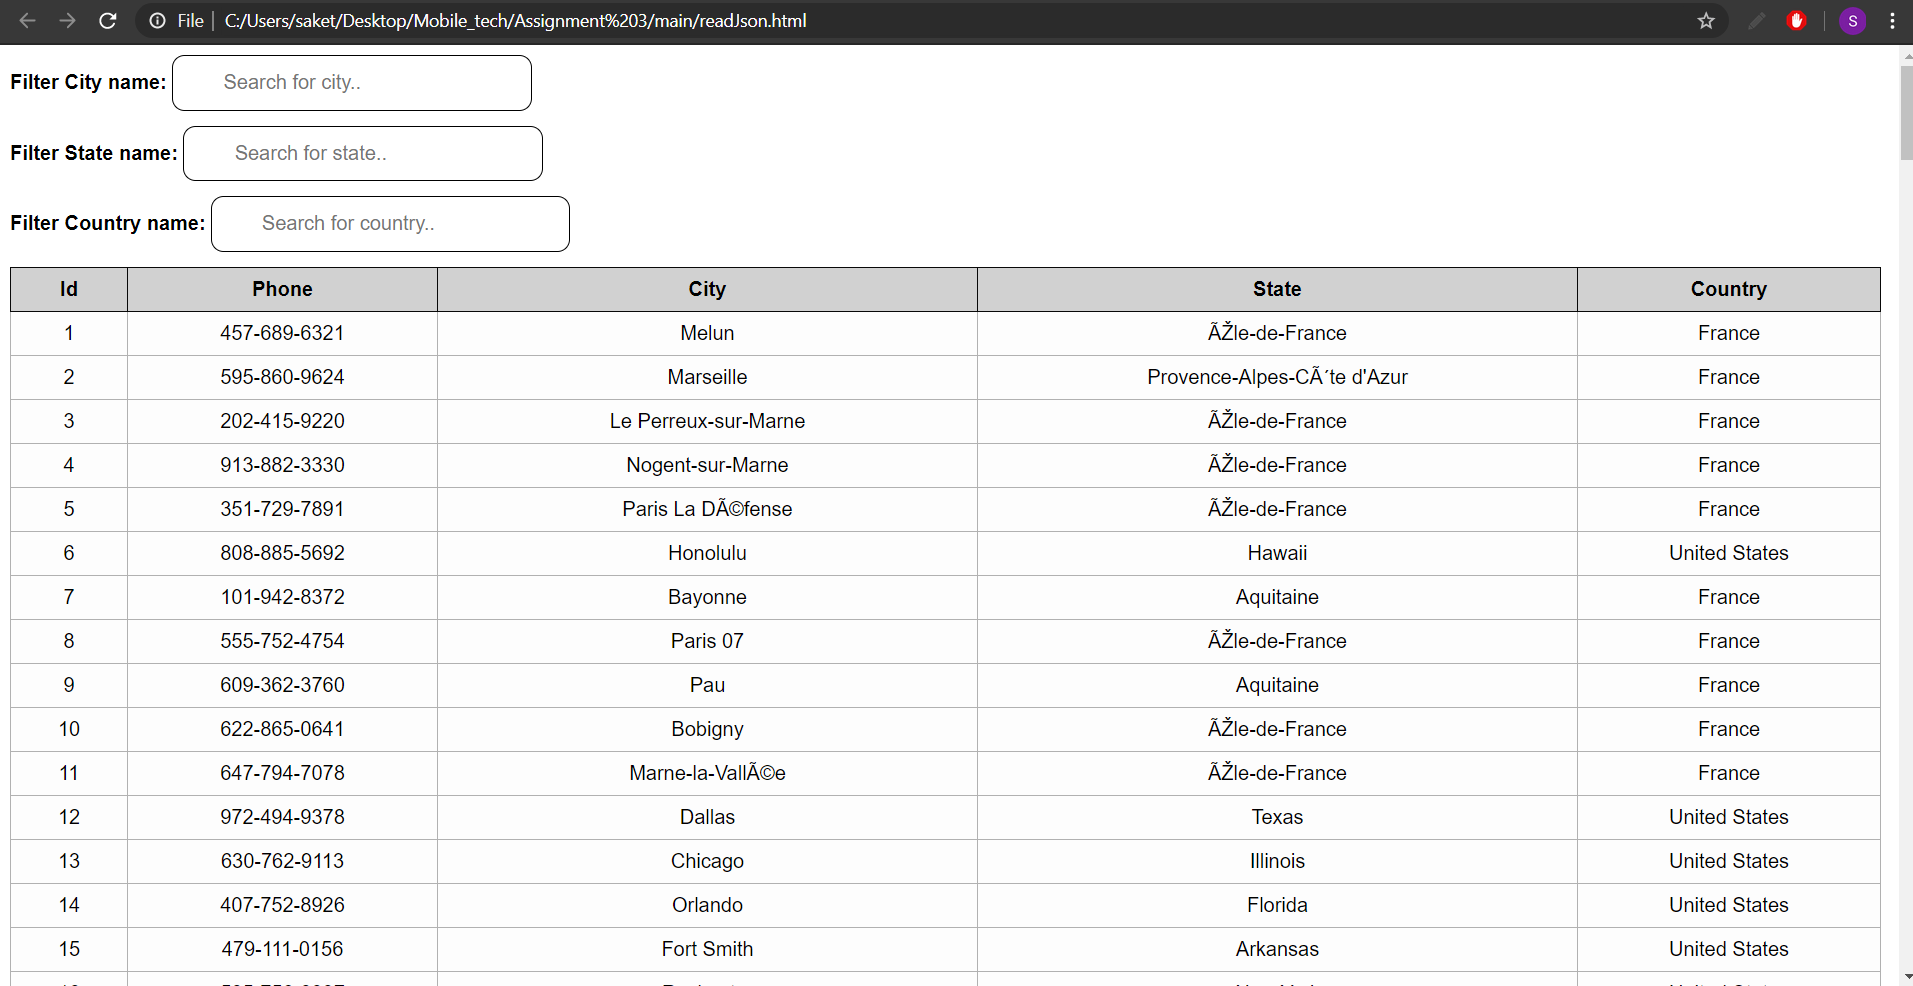 File C:/Users/saket/Desktop/Mobile_tech/Assignment%203/main/readJson.html S
Filter City name: Search for city..
Filter State name: Search for state..
Filter Country name: Search for country..
Id Phone City State Country
1 457-689-6321 Melun ÃŽle-de-France France
2 595-860-9624 Marseille Provence-Alpes-CÃ´te d'Azur France
3 202-415-9220 Le Perreux-sur-Marne ÃŽle-de-France France
4 913-882-3330 Nogent-sur-Marne ÃŽle-de-France France
5 351-729-7891 Paris La DÃ©fense ÃŽle-de-France France
6 808-885-5692 Honolulu Hawaii United States
7 101-942-8372 Bayonne Aquitaine France
8 555-752-4754 Paris 07 ÃŽle-de-France France
9 609-362-3760 Pau Aquitaine France
10 622-865-0641 Bobigny ÃŽle-de-France France
11 647-794-7078 Marne-la-VallÃ©e ÃŽle-de-France France
12 972-494-9378 Dallas Texas United States
13 630-762-9113 Chicago Illinois United States
14 407-752-8926 Orlando Florida United States
15 479-111-0156 Fort Smith Arkansas United States